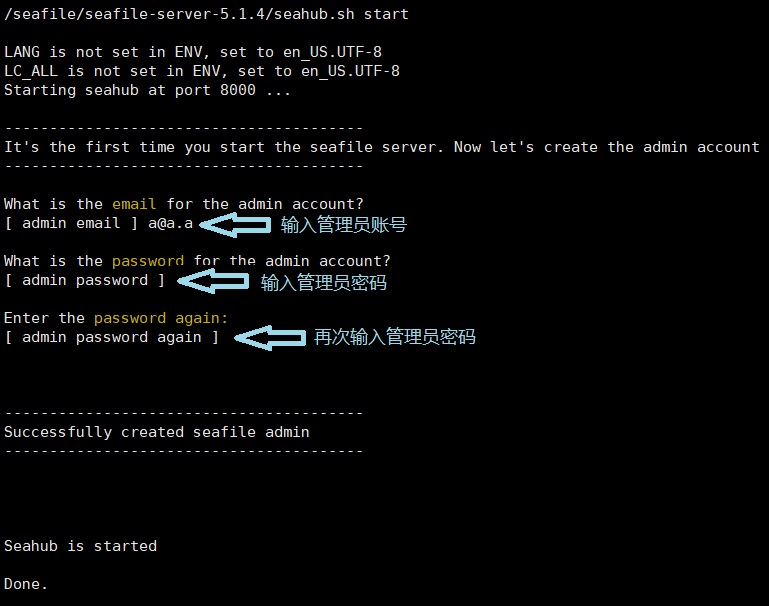 /seafile/seafile-server-5.1.4/seahub.sh start
LANG is not set in ENV, set to en_US.UTF-8
LC_ALL is not set in ENV, set to en_US.UTF-8
Starting seahub at port 8000 ...
----------------------------------------
It's the first time you start the seafile server. Now let's create the admin account
----------------------------------------
What is the email for the admin account?
[ admin email ] a@a.a 输入管理员账号
What is the password for the admin account?
[ admin password ] 输入管理员密码
Enter the password again:
[ admin password again ] 再次输入管理员密码
----------------------------------------
Successfully created seafile admin
----------------------------------------
Seahub is started
Done.